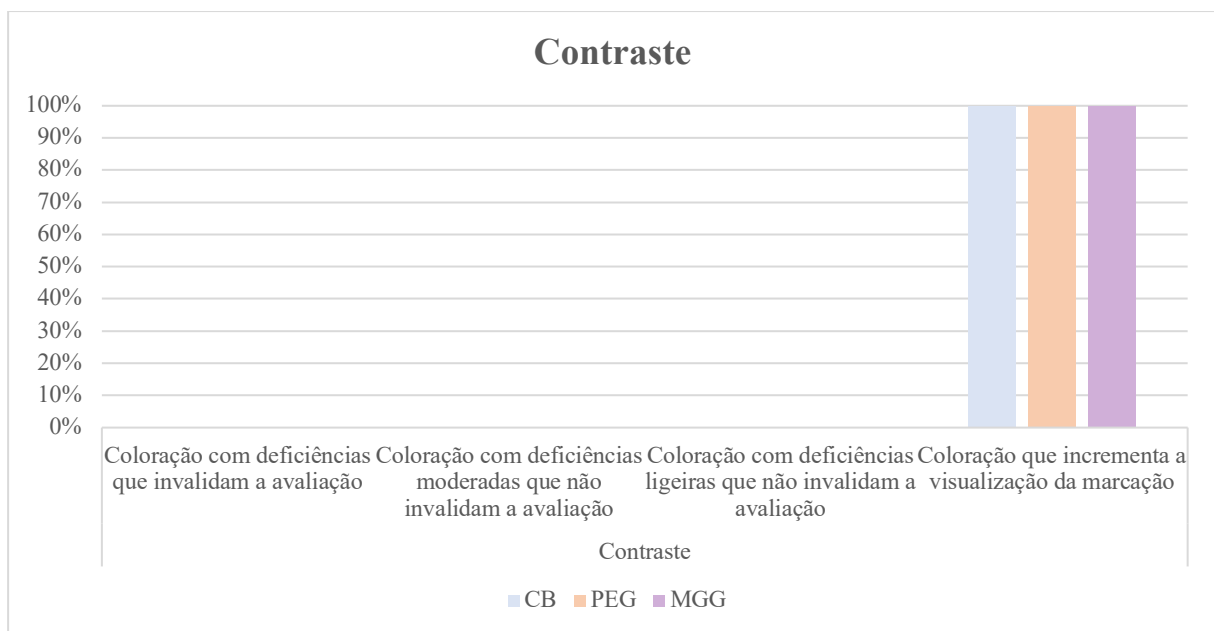 Contraste
100%
90%
80%
70%
60%
50%
40%
30%
20%
10%
0%
Coloração com deficiências
que invalidam a avaliação
Coloração com deficiências
moderadas que não
invalidam a avaliação
Coloração com deficiências
ligeiras que não invalidam a
avaliação
Coloração que incrementa a
visualização da marcação
Contraste
CB PEG MGG